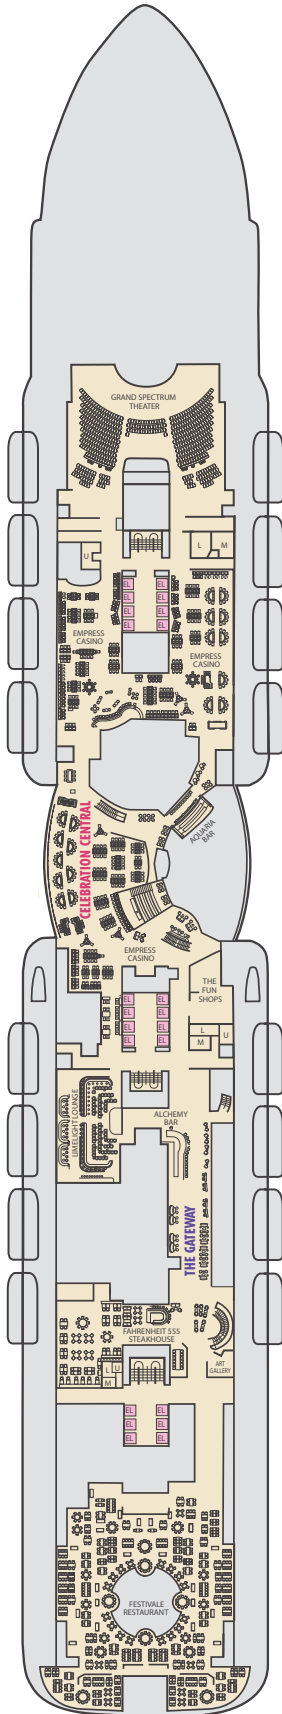 GRAND SPECTRUM
THEATER
L M
U
EL EL
EL EL
EL EL
EL EL
EMPRESS
CASINO
EMPRESS
CASINO
CELEBRATION CENTRAL
AQUARIA
BAR
EMPRESS
CASINO
THE
FUN
SHOPS
EL EL
EL EL
EL EL
EL EL
L U
M
LIMELIGHT LOUNGE
ALCHEMY
BAR
THE GATEWAY
FAHRENHEIT 555
STEAKHOUSE
ART
GALLERY
L U
M
EL EL
EL EL
EL EL
FESTIVALE
RESTAURANT